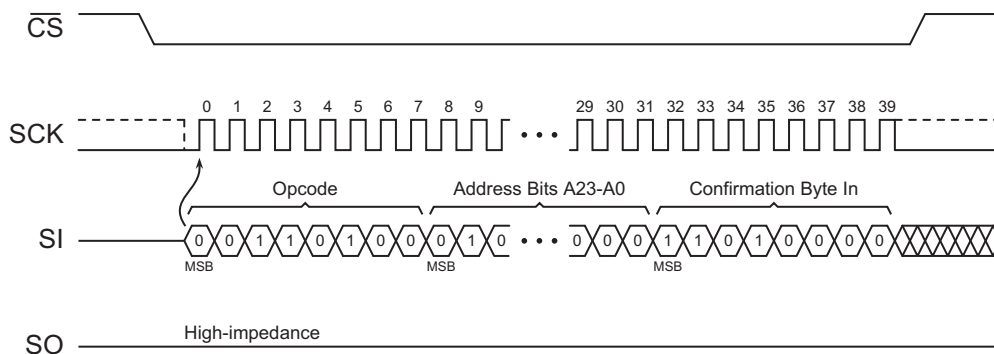 CS
0 1 2 3 4 5 6 7 8 9 29 30 31 32 33 34 35 36 37 38 39
SCK
Opcode Address Bits A23-A0 Confirmation Byte In
SI 0 0 1 1 0 1 0 0 0 1 0 0 0 0 1 1 0 1 0 0 0 0
MSB MSB MSB
High-impedance
SO